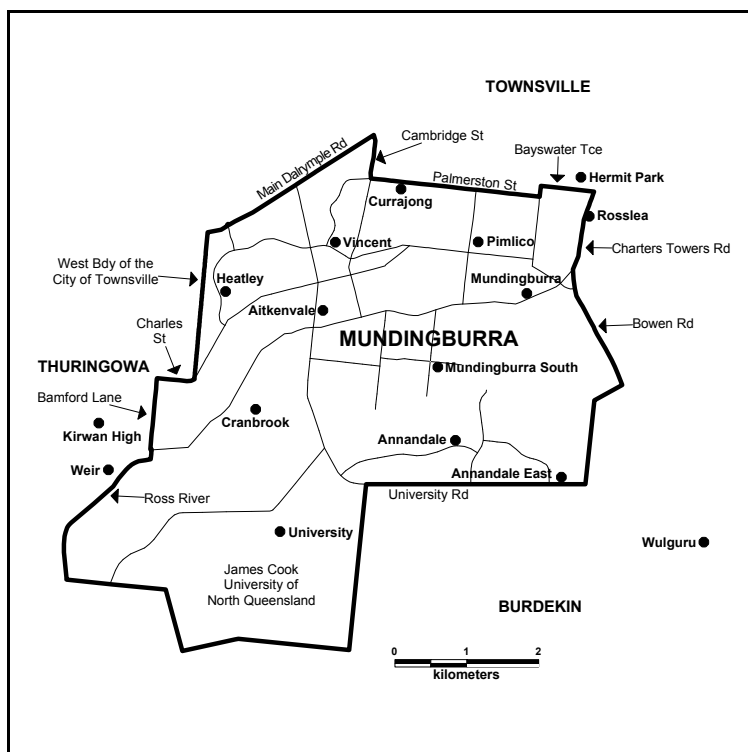 TOWNSVILLE
Cambridge St
Main Dalrymple Rd
Bayswater Tce
Palmerston St
Hermit Park
Currajong
Rosslea
Vincent
Pimlico
Charters Towers Rd
West Bdy of the
City of Townsville
Heatley
Mundingburra
Aitkenvale
Bowen Rd
Charles
St
MUNDINGBURRA
THURINGOWA
Mundingburra South
Bamford Lane
Kirwan High
Cranbrook
Annandale
Weir
Annandale East
Ross River
University Rd
University
Wulguru
James Cook
University of
North Queensland
BURDEKIN
0 1 2
kilometers